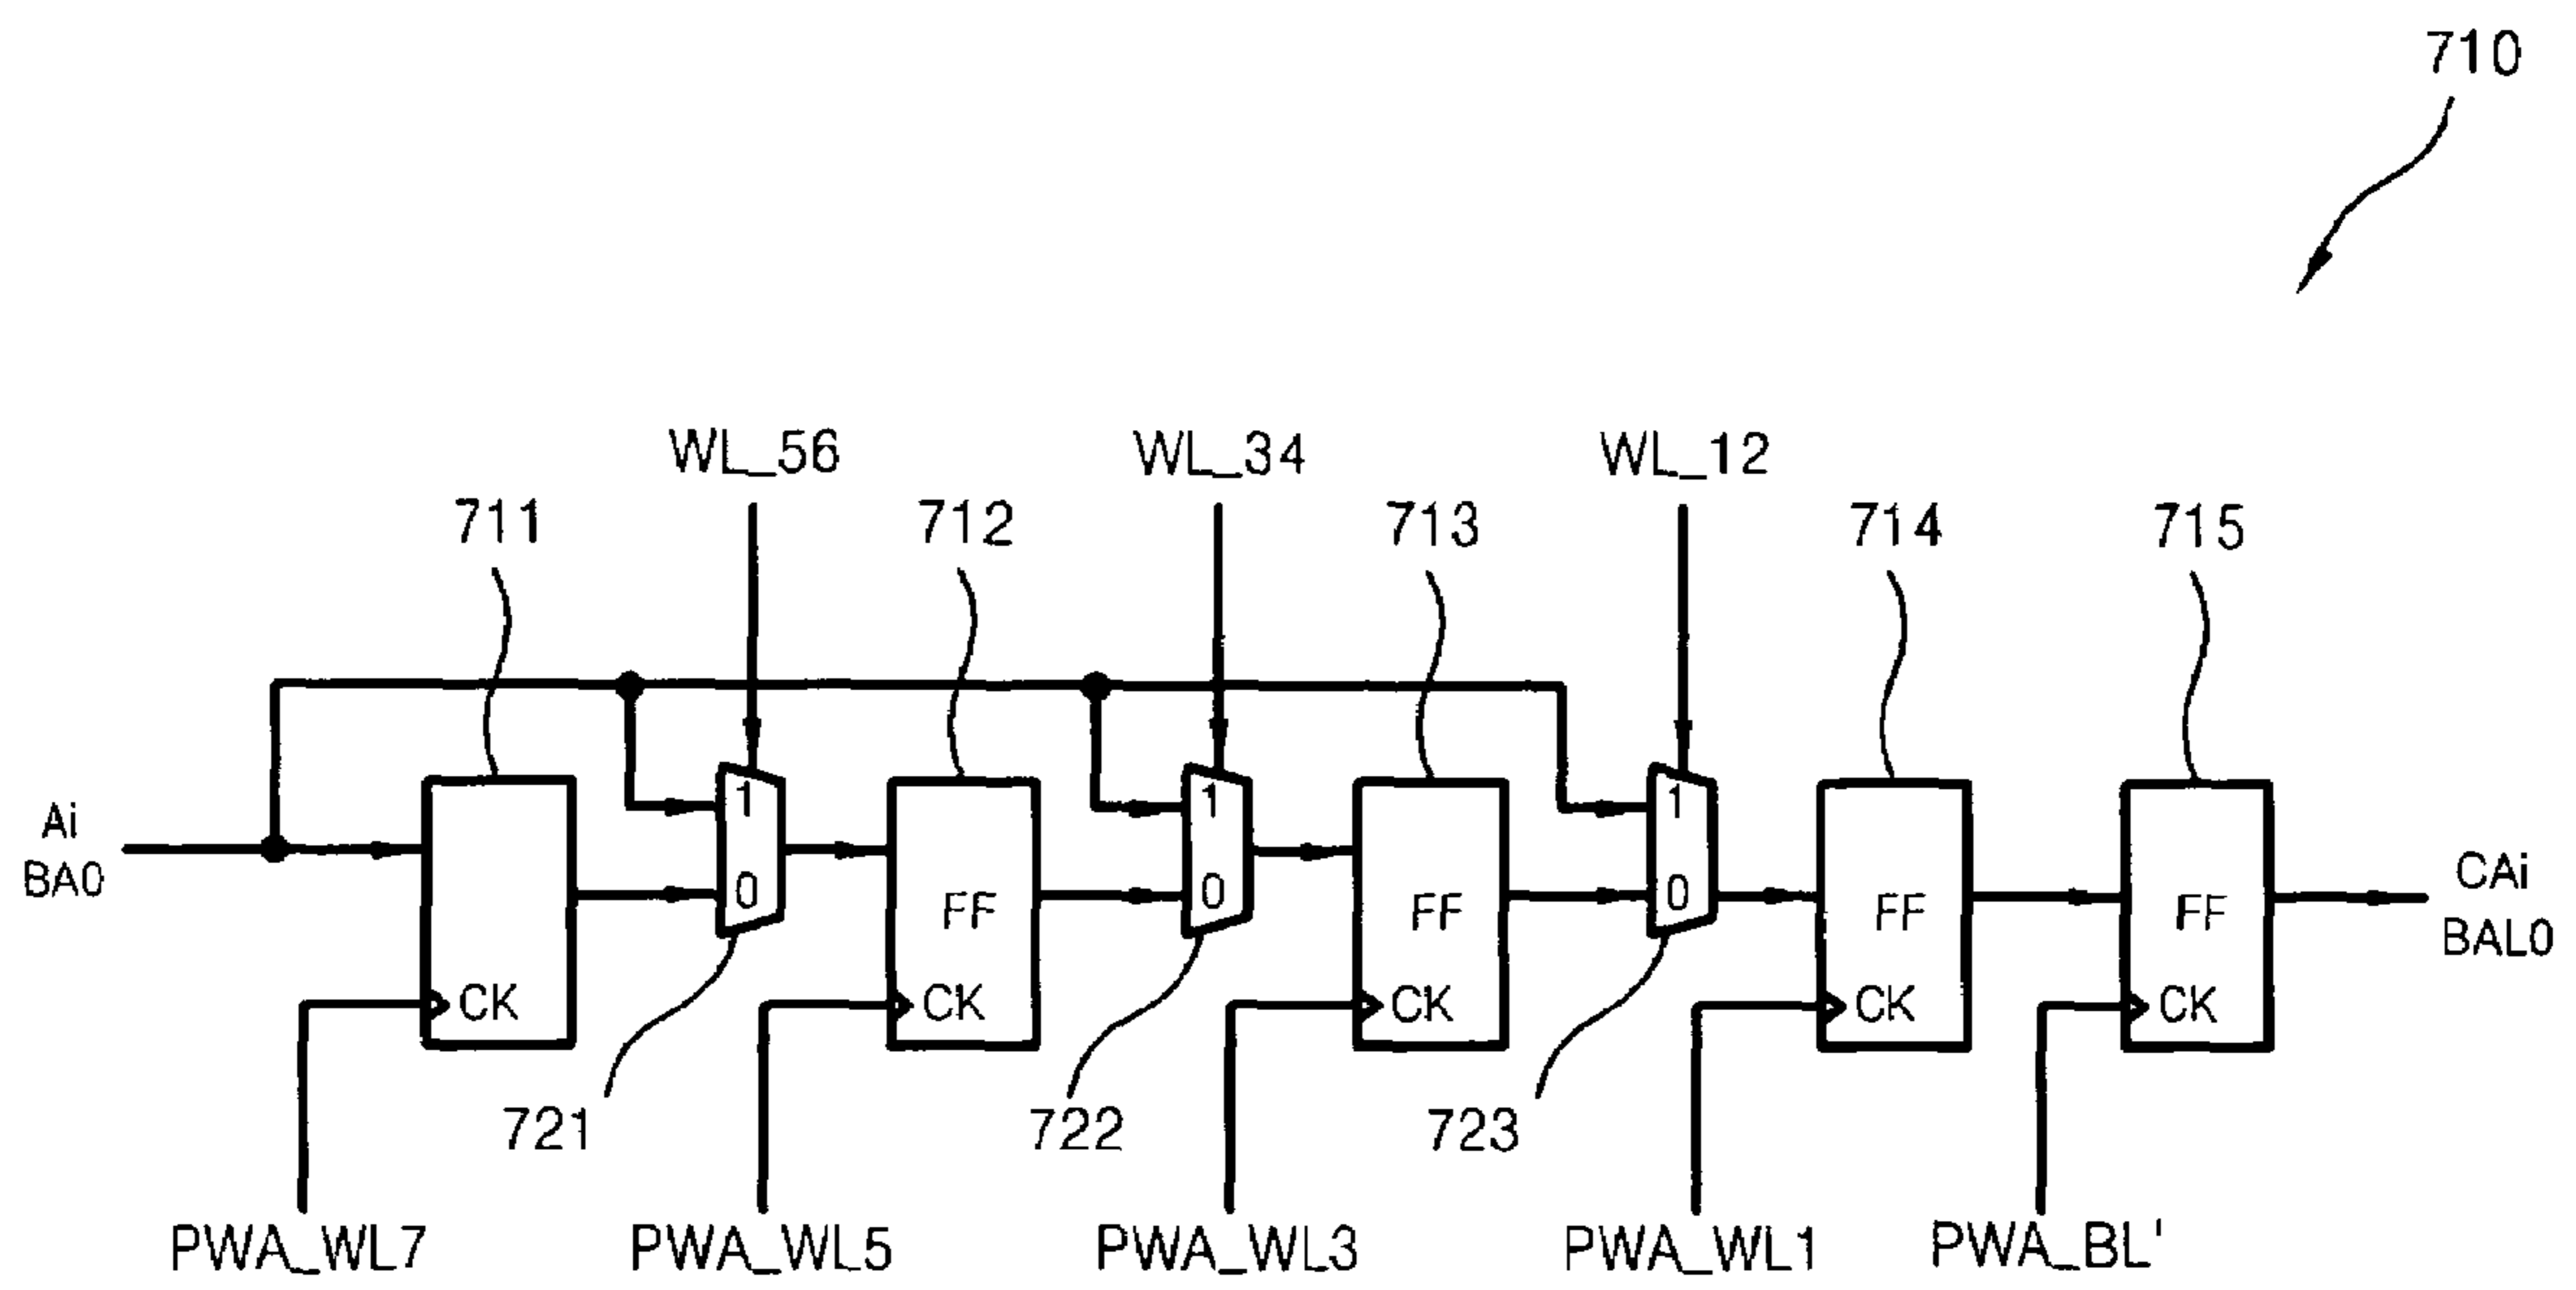 710
WL_56
WL_34
WL_12
711
712
713
714
715
Ai
BA0
1
0
1
0
1
0
FF
FF
FF
FF
CK
CK
CK
CK
CK
CAi
BAL0
721
722
723
PWA_WL7
PWA_WL5
PWA_WL3
PWA_WL1
PWA_BL'